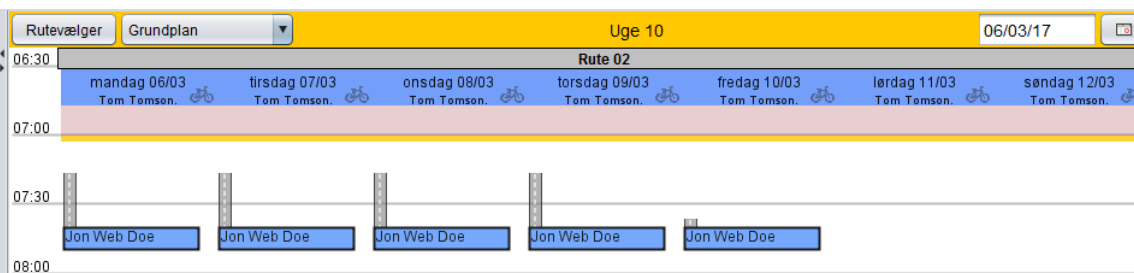 Rutevælger Grundplan Uge 10 06/03/17
06:30 Rute 02
mandag 06/03 tirsdag 07/03 onsdag 08/03 torsdag 09/03 fredag 10/03 lørdag 11/03 søndag 12/03
Tom Tomson. Tom Tomson. Tom Tomson. Tom Tomson. Tom Tomson. Tom Tomson. Tom Tomson.
07:00
07:30
Jon Web Doe Jon Web Doe Jon Web Doe Jon Web Doe Jon Web Doe
08:00